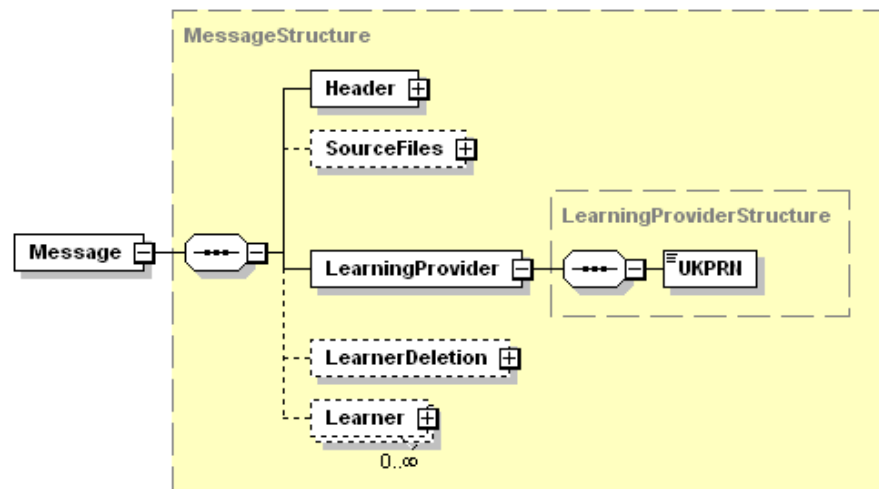 MessageStructure
Header
SourceFiles
LearningProviderStructure
Message
LearningProvider
UKPRN
LearnerDeletion
Learner
0..∞